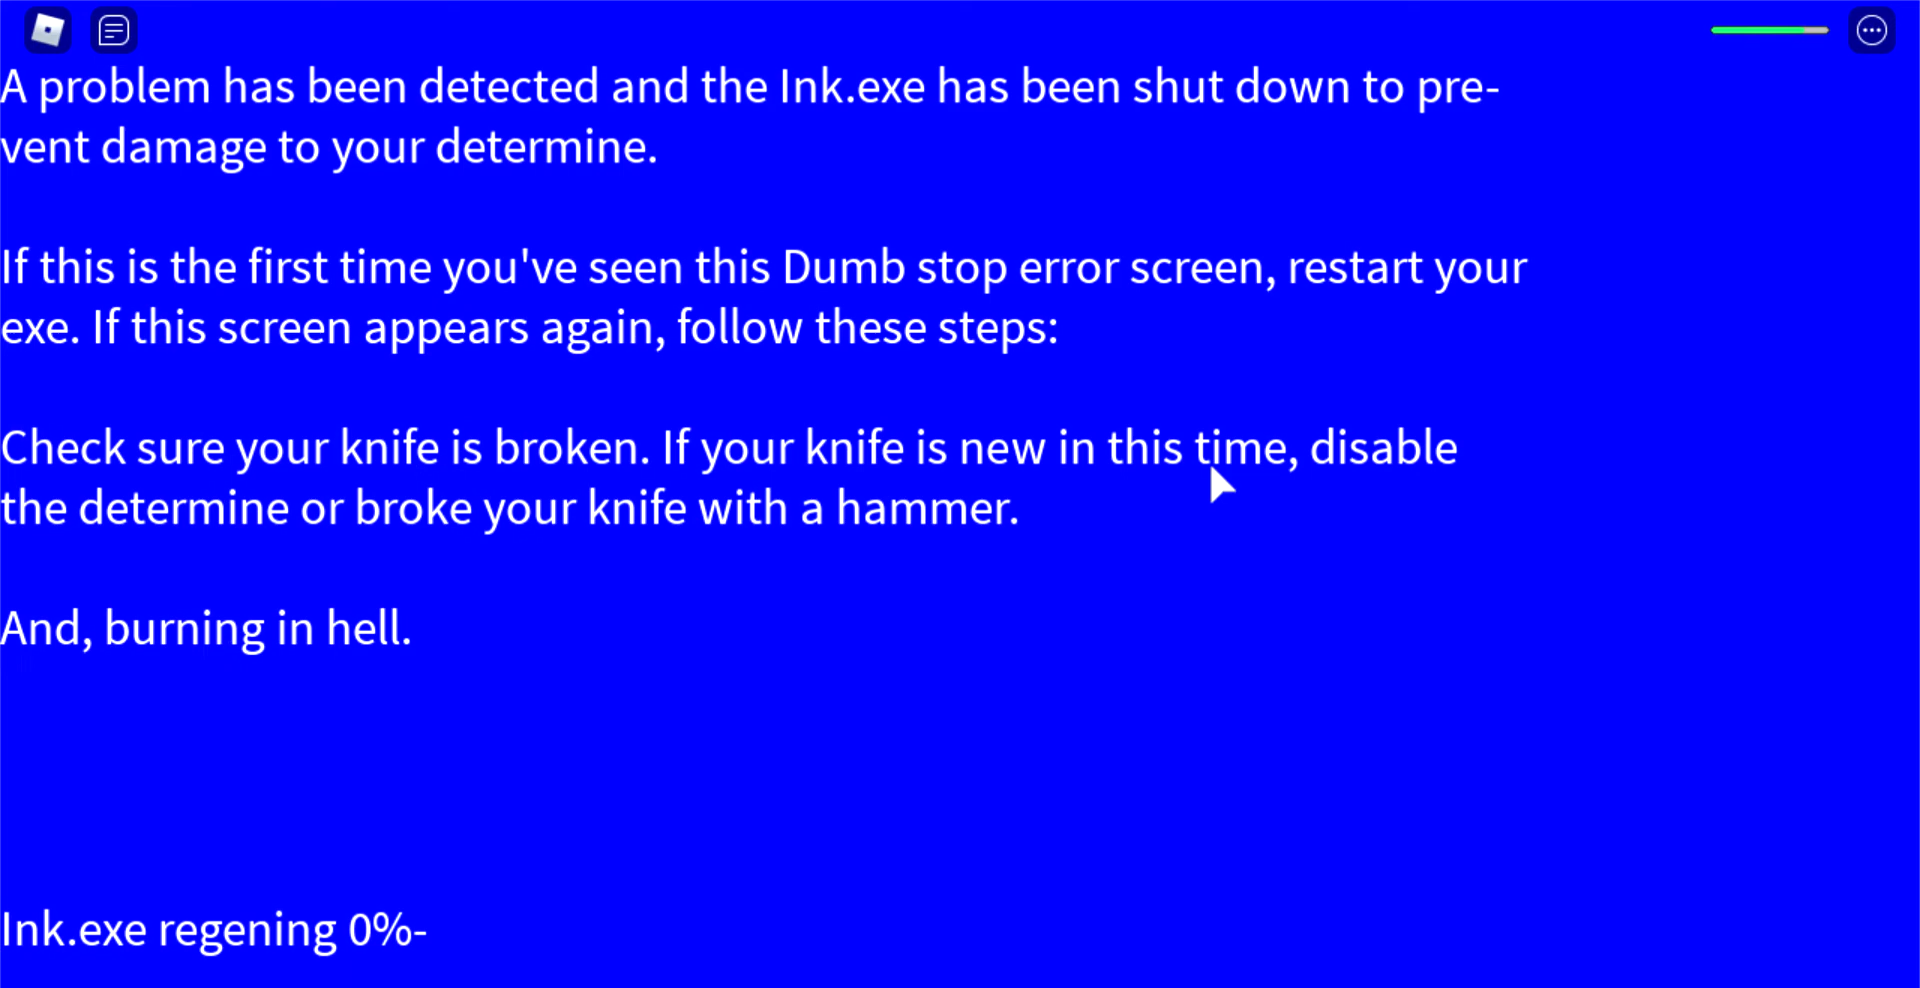 A problem has been detected and the Ink.exe has been shut down to pre-
vent damage to your determine.
If this is the first time you've seen this Dumb stop error screen, restart your
exe. If this screen appears again, follow these steps:
Check sure your knife is broken. If your knife is new in this time, disable
the determine or broke your knife with a hammer.
And, burning in hell.
Ink.exe regening 0%-